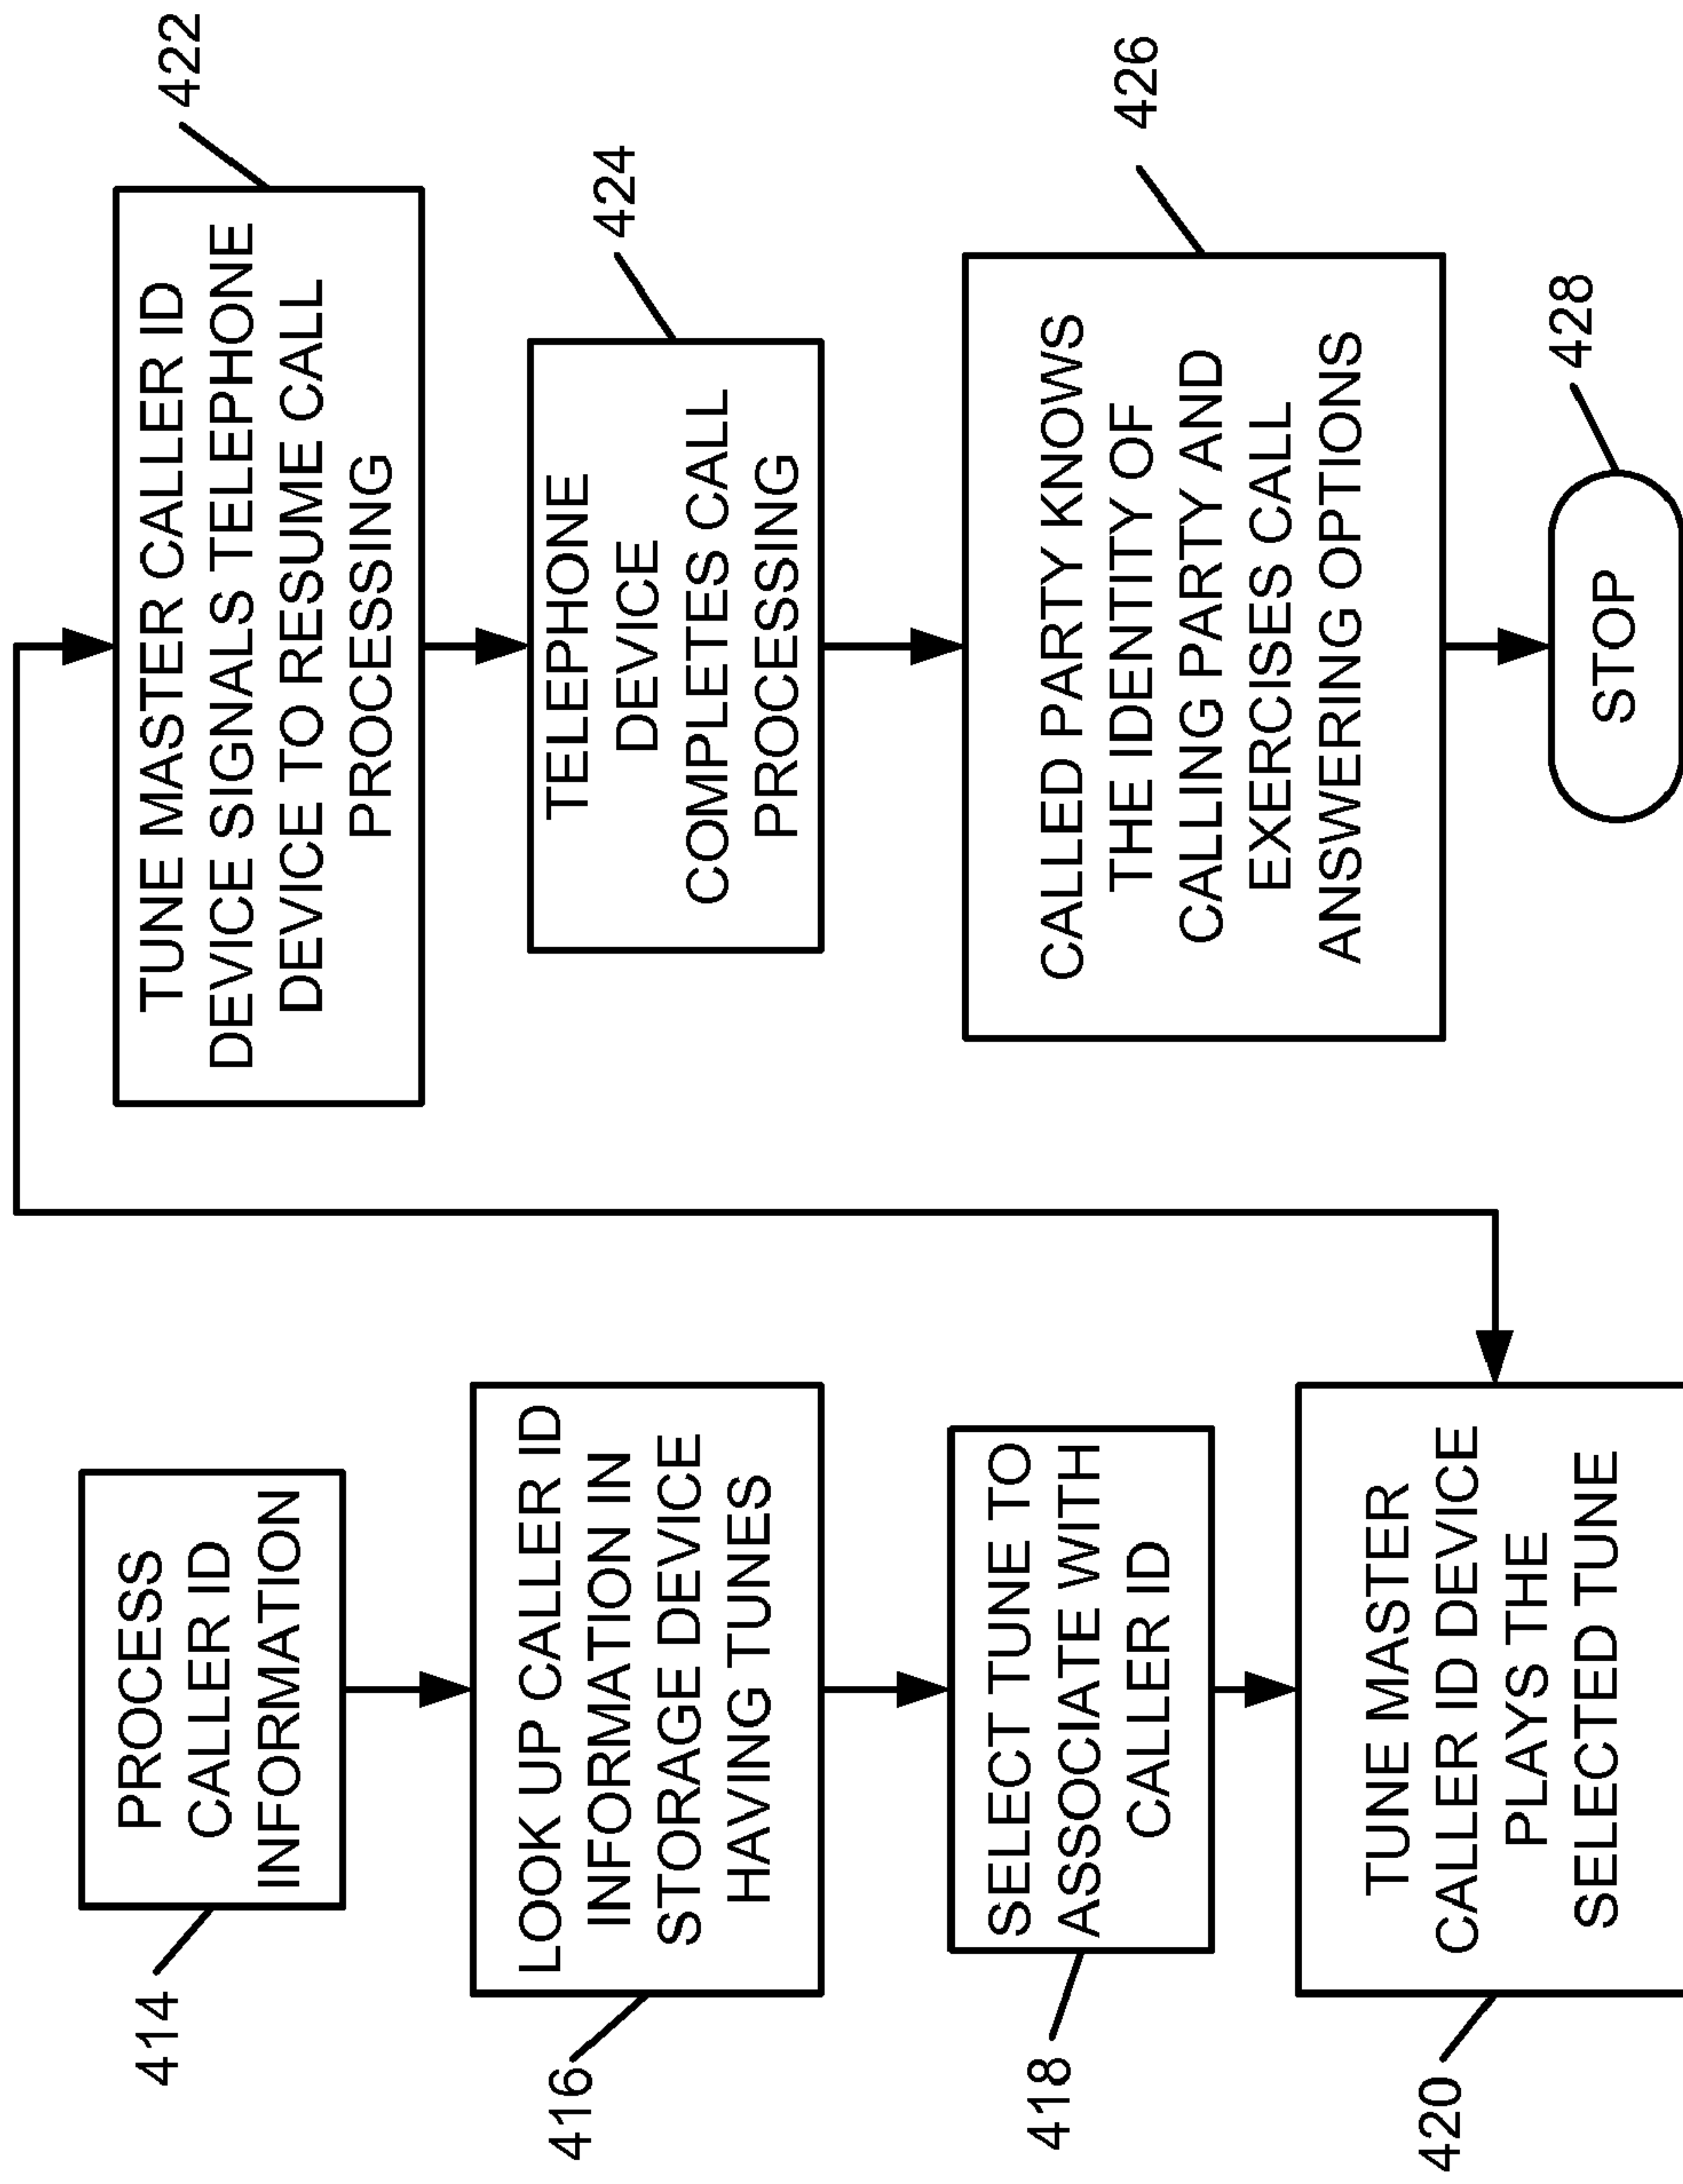 PROCESS
CALLER ID
INFORMATION
414
LOOK UP CALLER ID
INFORMATION IN
STORAGE DEVICE
HAVING TUNES
416
SELECT TUNE TO
ASSOCIATE WITH
CALLER ID
418
TUNE MASTER
CALLER ID DEVICE
PLAYS THE
SELECTED TUNE
420
TUNE MASTER CALLER ID
DEVICE SIGNALS TELEPHONE
DEVICE TO RESUME CALL
PROCESSING
422
TELEPHONE
DEVICE
COMPLETES CALL
PROCESSING
424
CALLED PARTY KNOWS
THE IDENTITY OF
CALLING PARTY AND
EXERCISES CALL
ANSWERING OPTIONS
426
STOP
428